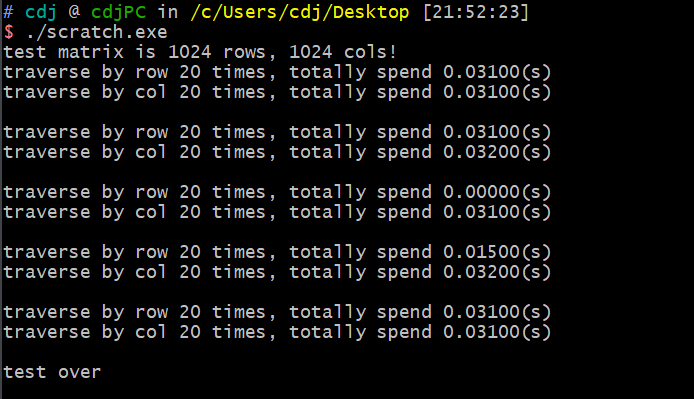 # cdj @ cdjPC in /c/Users/cdj/Desktop [21:52:23]
$ ./scratch.exe
test matrix is 1024 rows, 1024 cols!
traverse by row 20 times, totally spend 0.03100(s)
traverse by col 20 times, totally spend 0.03100(s)
traverse by row 20 times, totally spend 0.03100(s)
traverse by col 20 times, totally spend 0.03200(s)
traverse by row 20 times, totally spend 0.00000(s)
traverse by col 20 times, totally spend 0.03100(s)
traverse by row 20 times, totally spend 0.01500(s)
traverse by col 20 times, totally spend 0.03200(s)
traverse by row 20 times, totally spend 0.03100(s)
traverse by col 20 times, totally spend 0.03100(s)
test over